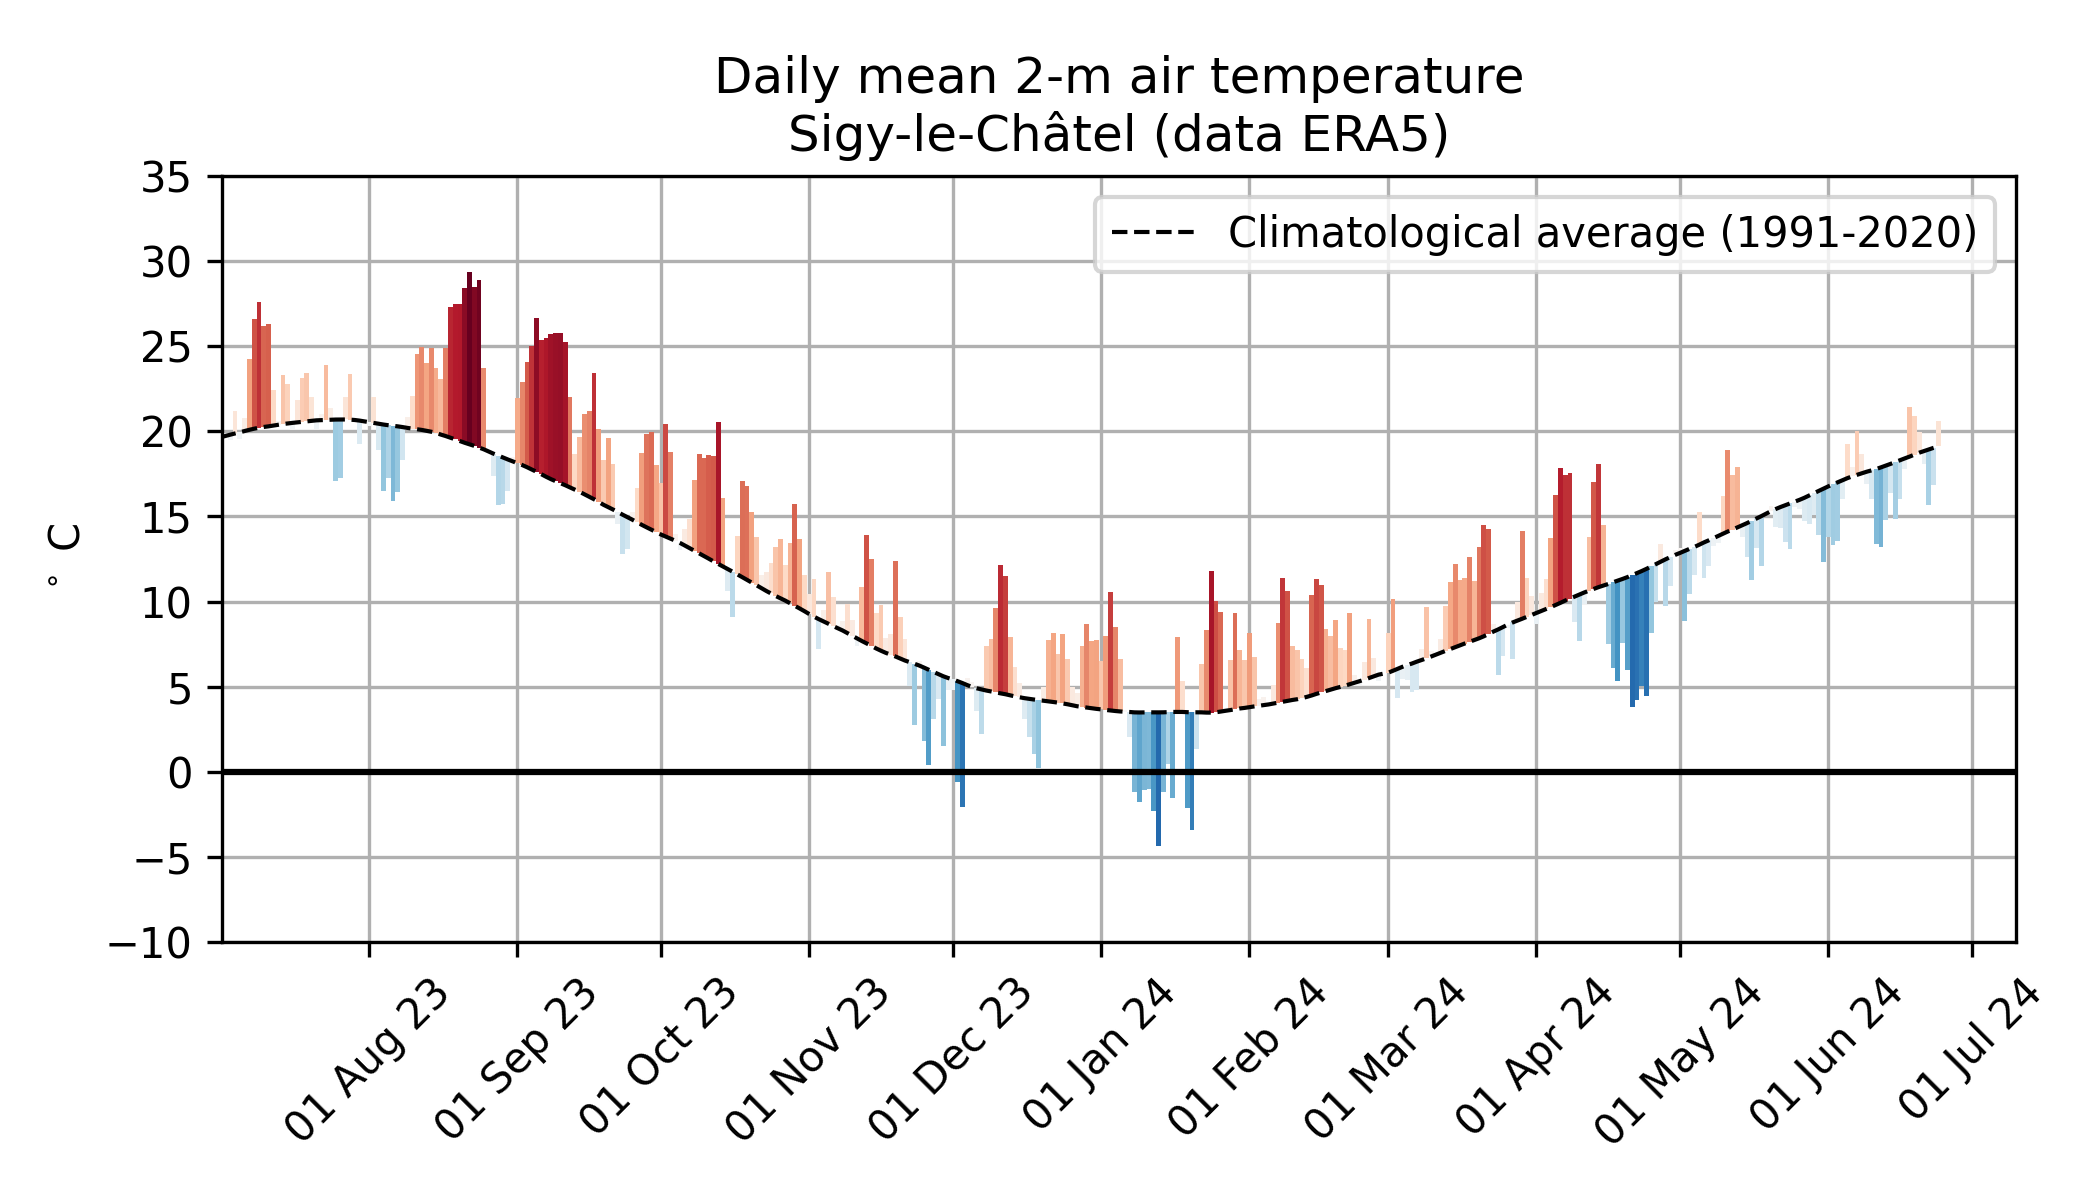 Daily mean 2-m air temperature
Sigy-le-Châtel (data ERA5)
35
30
25
20
15
10
5
0
−5
−10
° C
Climatological average (1991-2020)
01 Aug 23
01 Sep 23
01 Oct 23
01 Nov 23
01 Dec 23
01 Jan 24
01 Feb 24
01 Mar 24
01 Apr 24
01 May 24
01 Jun 24
01 Jul 24